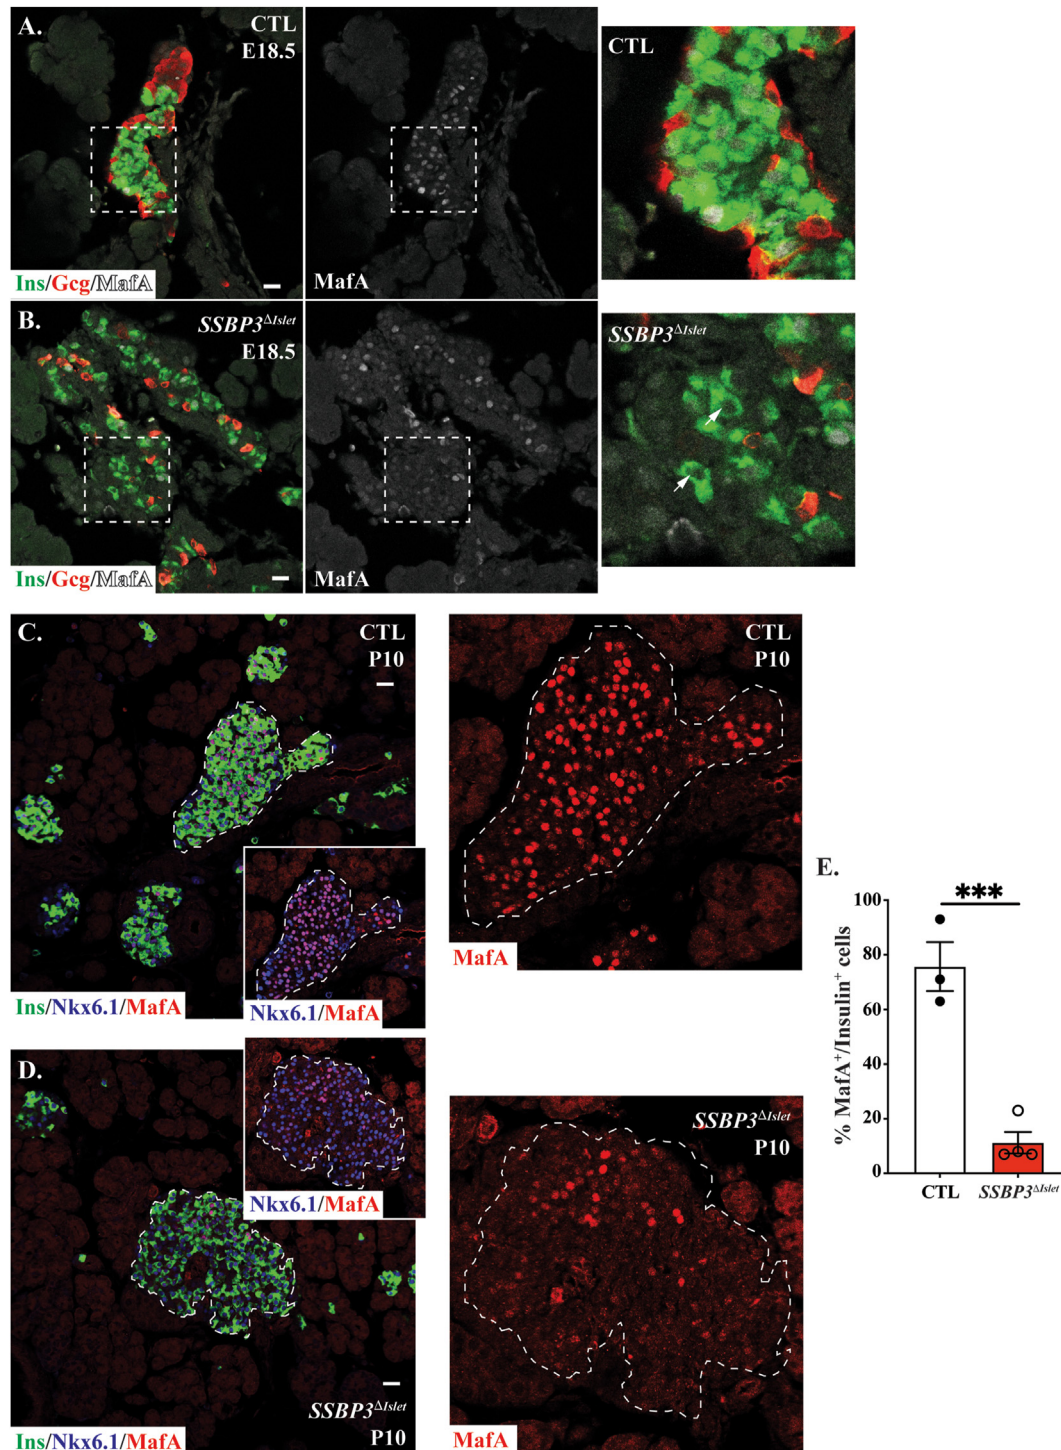 A.
CTL
E18.5
Ins/Gcg/MafA
MafA
CTL
B.
SSBP3ΔIslet
E18.5
Ins/Gcg/MafA
MafA
SSBP3ΔIslet
C.
CTL
P10
Ins/Nkx6.1/MafA
Nkx6.1/MafA
CTL
P10
MafA
D.
Nkx6.1/MafA
SSBP3ΔIslet
P10
Ins/Nkx6.1/MafA
SSBP3ΔIslet
P10
MafA
E.
% MafA+/Insulin+ cells
100
80
60
40
20
0
***
CTL
SSBP3ΔIslet